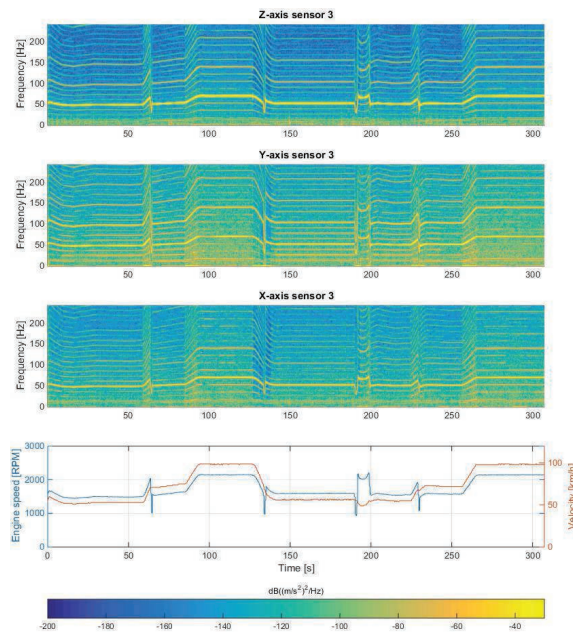 Z-axis sensor 3
Frequency [Hz]
200
150
100
50
0
50 100 150 200 250 300
Y-axis sensor 3
Frequency [Hz]
200
150
100
50
0
50 100 150 200 250 300
X-axis sensor 3
Frequency [Hz]
200
150
100
50
0
50 100 150 200 250 300
Engine speed [RPM]
3000
2000
1000
0
100
50
0
Velocity [km/h]
0 50 100 150 200 250 300
Time [s]
dB((m/s²)²/Hz)
-200 -180 -160 -140 -120 -100 -80 -60 -40